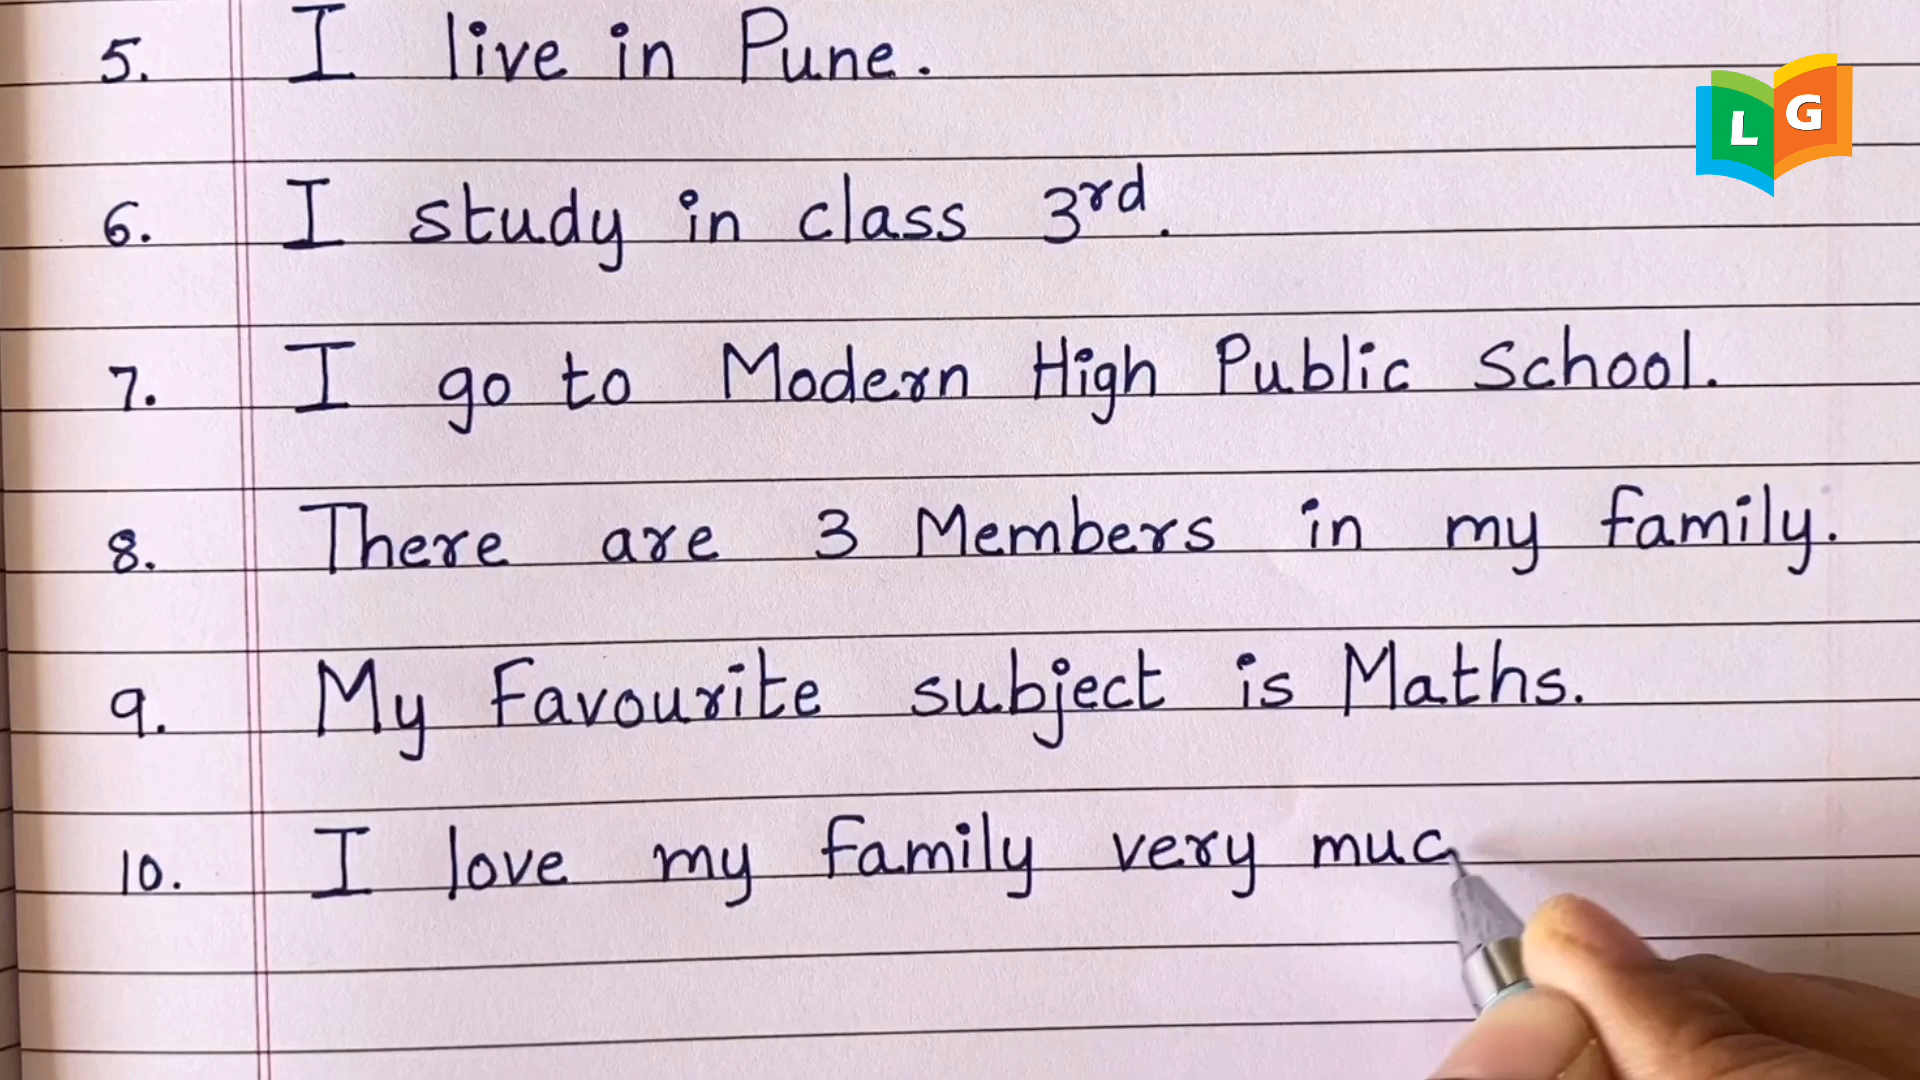 5. I live in Pune.
L G
6. I study in class 3rd.
7. I go to Modern High Public School.
8. There are 3 Members in my family.
9. My Favourite subject is Maths.
10. I love my family very muc